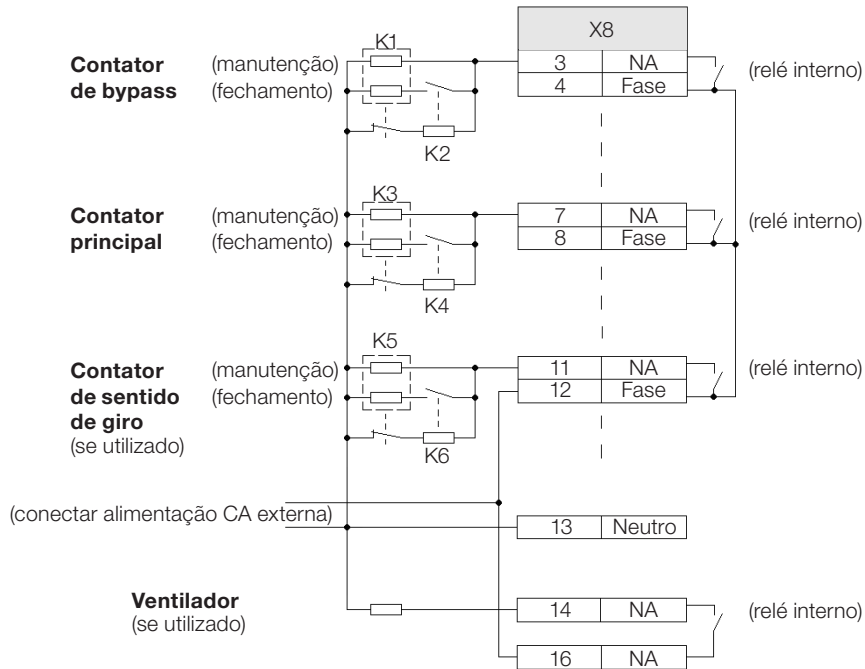 X8
K1
Contator (manutenção) 3 NA (relé interno)
de bypass (fechamento) 4 Fase
K2
K3
Contator (manutenção) 7 NA (relé interno)
principal (fechamento) 8 Fase
K4
K5
Contator (manutenção) 11 NA (relé interno)
de sentido (fechamento) 12 Fase
de giro
(se utilizado)
K6
(conectar alimentação CA externa)
13 Neutro
Ventilador 14 NA (relé interno)
(se utilizado)
16 NA